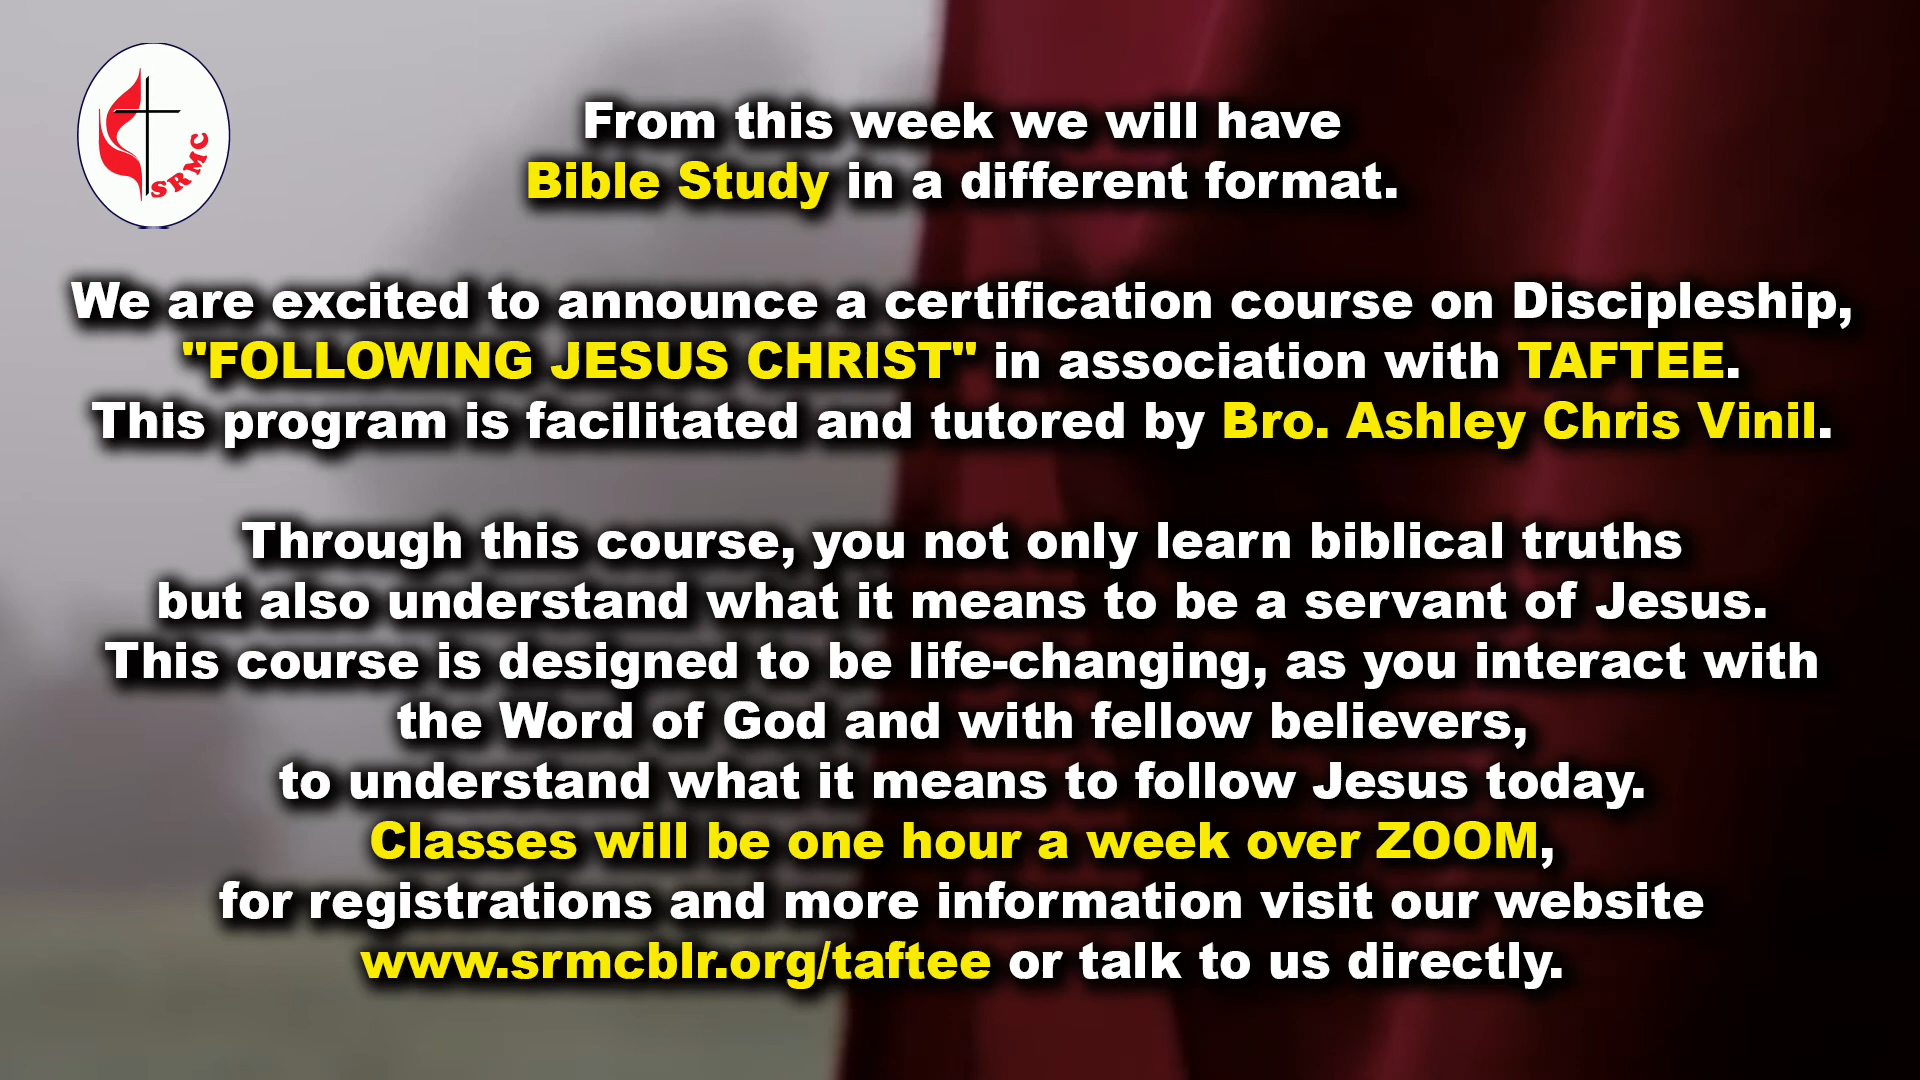 SRMC
From this week we will have
Bible Study in a different format.
We are excited to announce a certification course on Discipleship,
"FOLLOWING JESUS CHRIST" in association with TAFTEE.
This program is facilitated and tutored by Bro. Ashley Chris Vinil.
Through this course, you not only learn biblical truths
but also understand what it means to be a servant of Jesus.
This course is designed to be life-changing, as you interact with
the Word of God and with fellow believers,
to understand what it means to follow Jesus today.
Classes will be one hour a week over ZOOM,
for registrations and more information visit our website
www.srmcblr.org/taftee or talk to us directly.